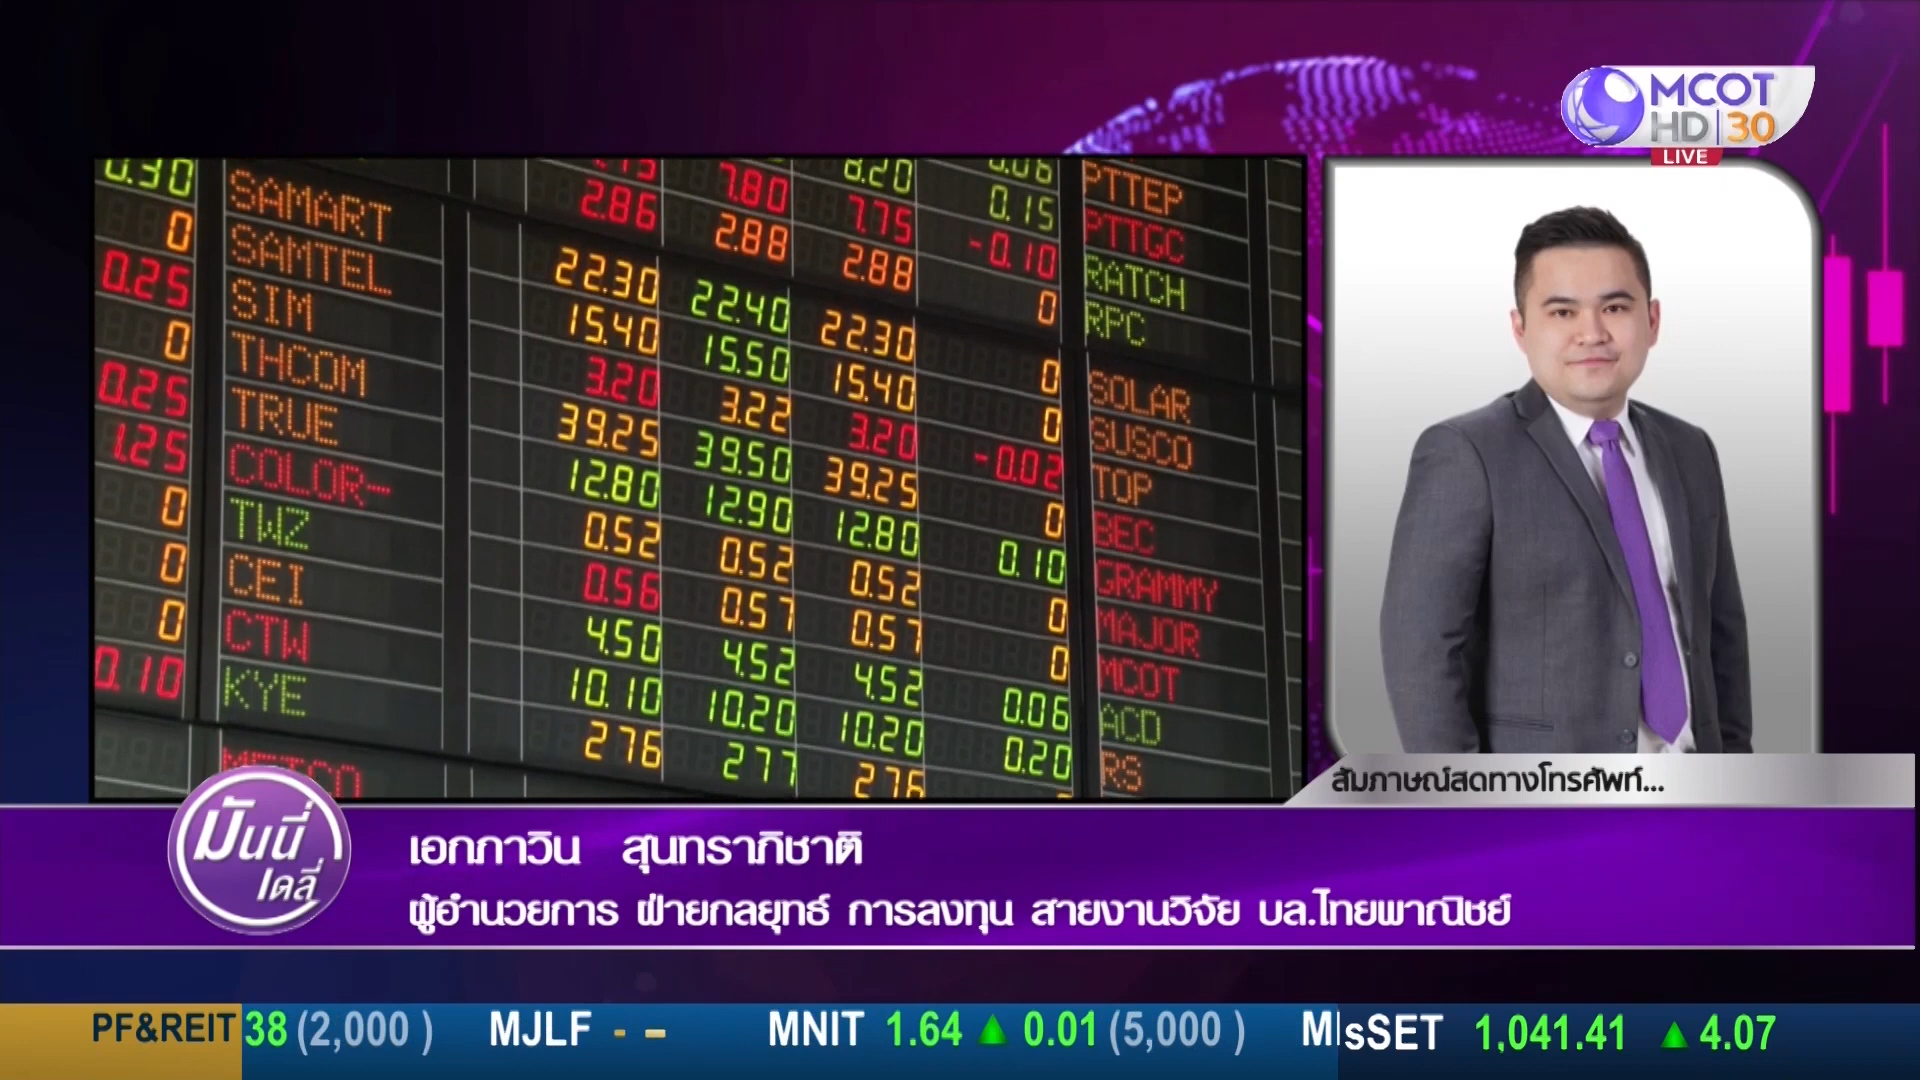 MCOT
HD 30
LIVE
0.30
7.80
8.20
0.06
PTTEP
0
SAMART
2.86
2.88
7.75
0.15
PTTGC
0.25
SAMTEL
22.30
22.40
2.88
-0.10
RATCH
0
SIM
15.40
15.50
22.30
0
RPC
0.25
THCOM
3.20
3.22
15.40
0
SOLAR
1.25
TRUE
39.25
39.50
3.20
0
SUSCO
0
COLOR-
12.80
12.90
39.25
-0.02
TOP
0
TWZ
0.52
0.52
12.80
0
BEC
0
CEI
0.56
0.57
0.52
0.10
GRAMMY
0.10
CTW
4.50
4.52
0.57
0
MAJOR
KYE
10.10
10.20
4.52
0
MCOT
METCO
276
277
10.20
0.06
ACD
276
0.20
RS
สัมภาษณ์สดทางโทรศัพท์...
มันนี่
เดลี่
เอกภาวิน สุนทราภิชาติ
ผู้อำนวยการ ฝ่ายกลยุทธ์ การลงทุน สายงานวิจัย บล.ไทยพาณิชย์
PF&REIT 38 (2,000 ) MJLF - - MNIT 1.64 ▲ 0.01 (5,000 ) MI sSET 1,041.41 ▲ 4.07